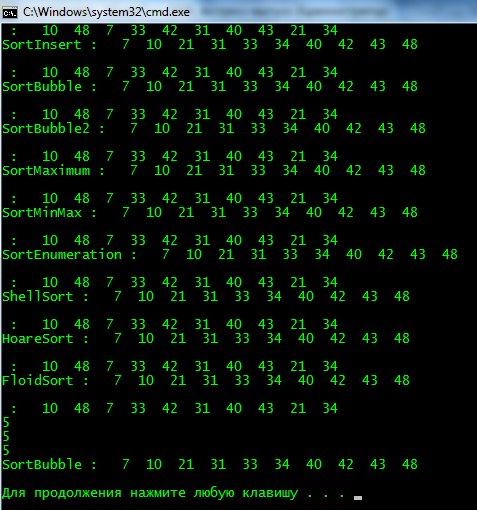 C:\Windows\system32\cmd.exe
: 10 48 7 33 42 31 40 43 21 34
SortInsert : 7 10 21 31 33 34 40 42 43 48
: 10 48 7 33 42 31 40 43 21 34
SortBubble : 7 10 21 31 33 34 40 42 43 48
: 10 48 7 33 42 31 40 43 21 34
SortBubble2 : 7 10 21 31 33 34 40 42 43 48
: 10 48 7 33 42 31 40 43 21 34
SortMaximum : 7 10 21 31 33 34 40 42 43 48
: 10 48 7 33 42 31 40 43 21 34
SortMinMax : 7 10 21 31 33 34 40 42 43 48
: 10 48 7 33 42 31 40 43 21 34
SortEnumeration : 7 10 21 31 33 34 40 42 43 48
: 10 48 7 33 42 31 40 43 21 34
ShellSort : 7 10 21 31 33 34 40 42 43 48
: 10 48 7 33 42 31 40 43 21 34
HoareSort : 7 10 21 31 33 34 40 42 43 48
: 10 48 7 33 42 31 40 43 21 34
FloidSort : 7 10 21 31 33 34 40 42 43 48
: 10 48 7 33 42 31 40 43 21 34
5
5
5
SortBubble : 7 10 21 31 33 34 40 42 43 48
Для продолжения нажмите любую клавишу . . .